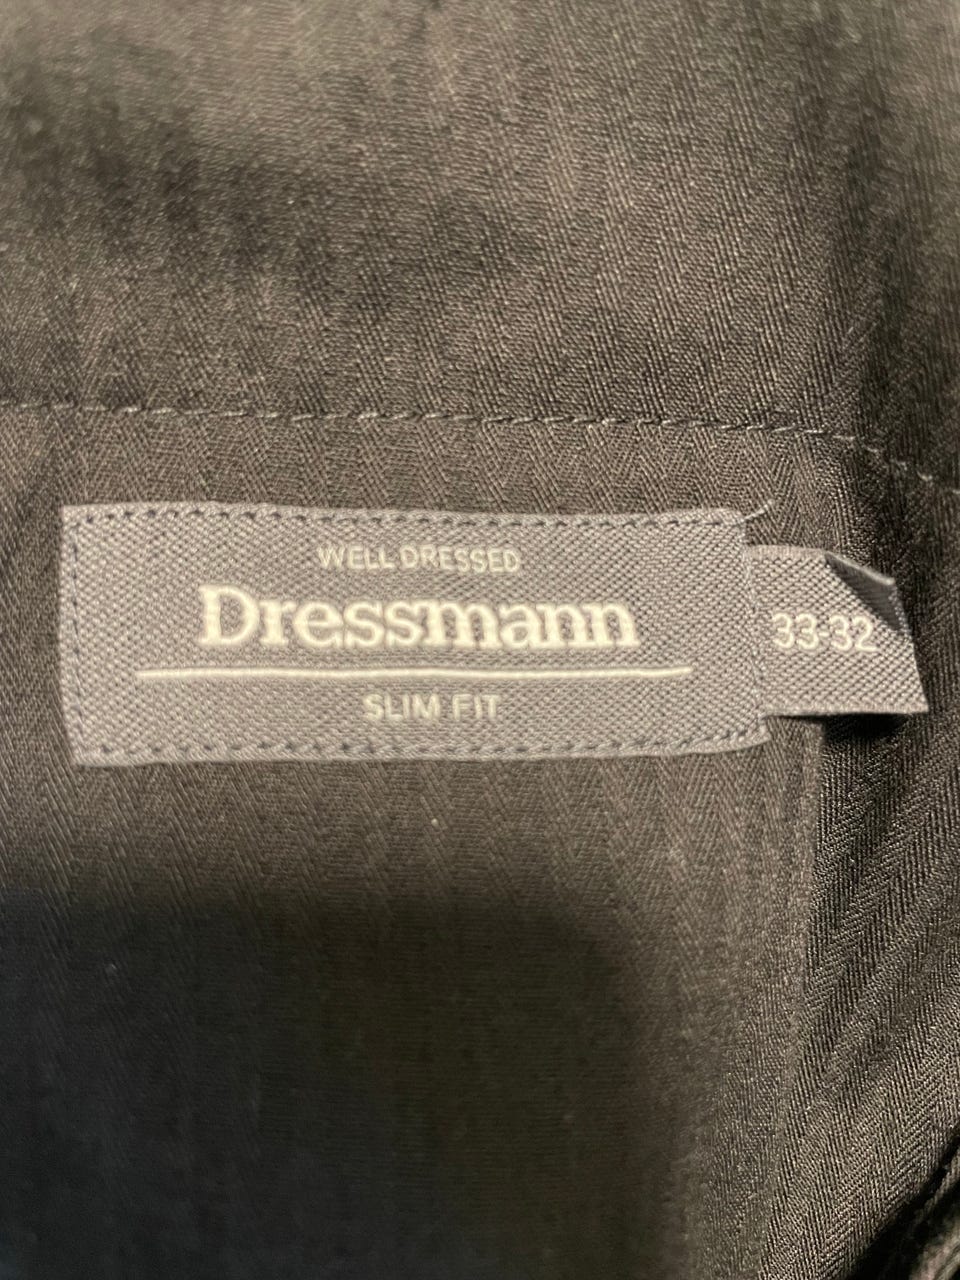 WELL DRESSED
Dressmann
SLIM FIT
33-32